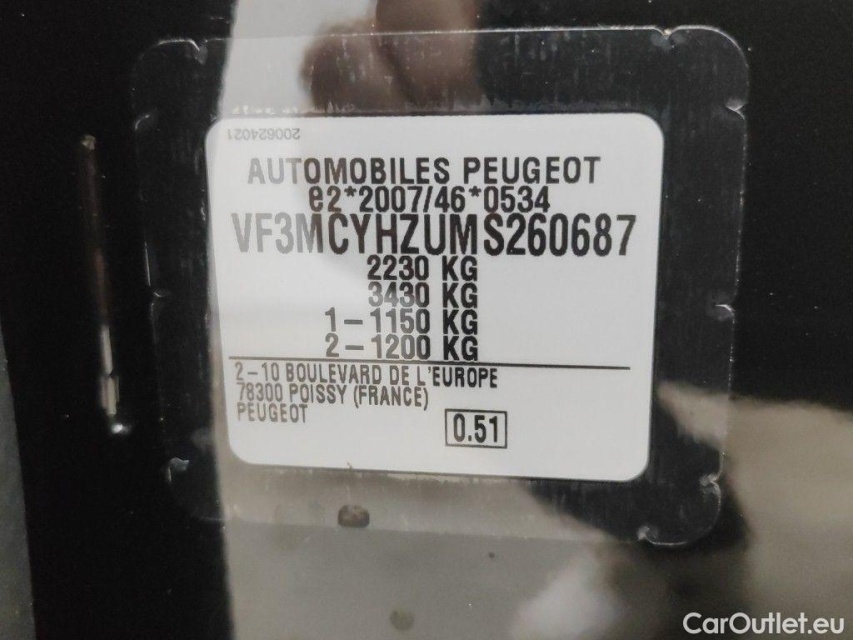 200624021
AUTOMOBILES PEUGEOT
e2*2007/46*0534
VF3MCYHZUMS260687
2230 KG
3430 KG
1-1150 KG
2-1200 KG
2-10 BOULEVARD DE L'EUROPE
78300 POISSY (FRANCE)
PEUGEOT
0.51
CarOutlet.eu